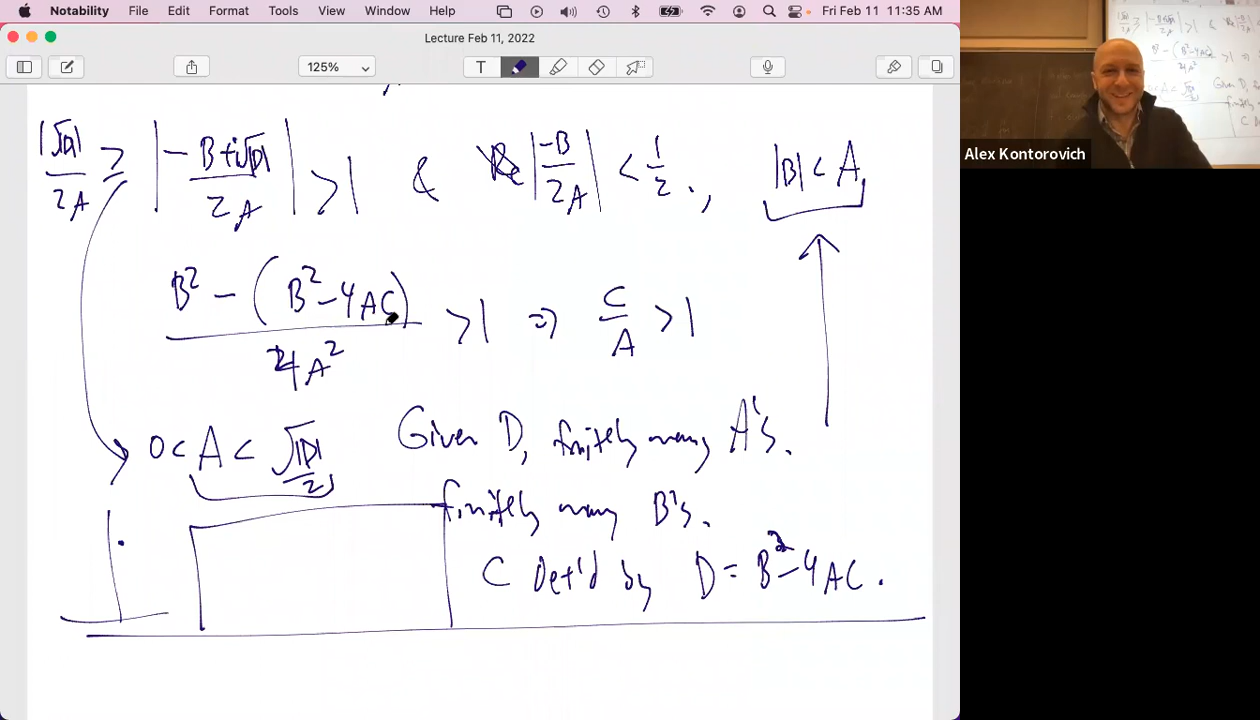 Notability File Edit Format Tools View Window Help Fri Feb 11 11:35 AM
Lecture Feb 11, 2022
125% T
|√D|/2A ≥ |−B+i√|D|/2A| >1 & |−B/2A| < 1/2 ., |B| < A
B² − (B² − 4AC)/4A² >1 ⇒ C/A >1
0 < A < √|D|/2 Given D, finitely many A's.
finitely many B's.
C Det'd by D = B² − 4AC .
Alex Kontorovich